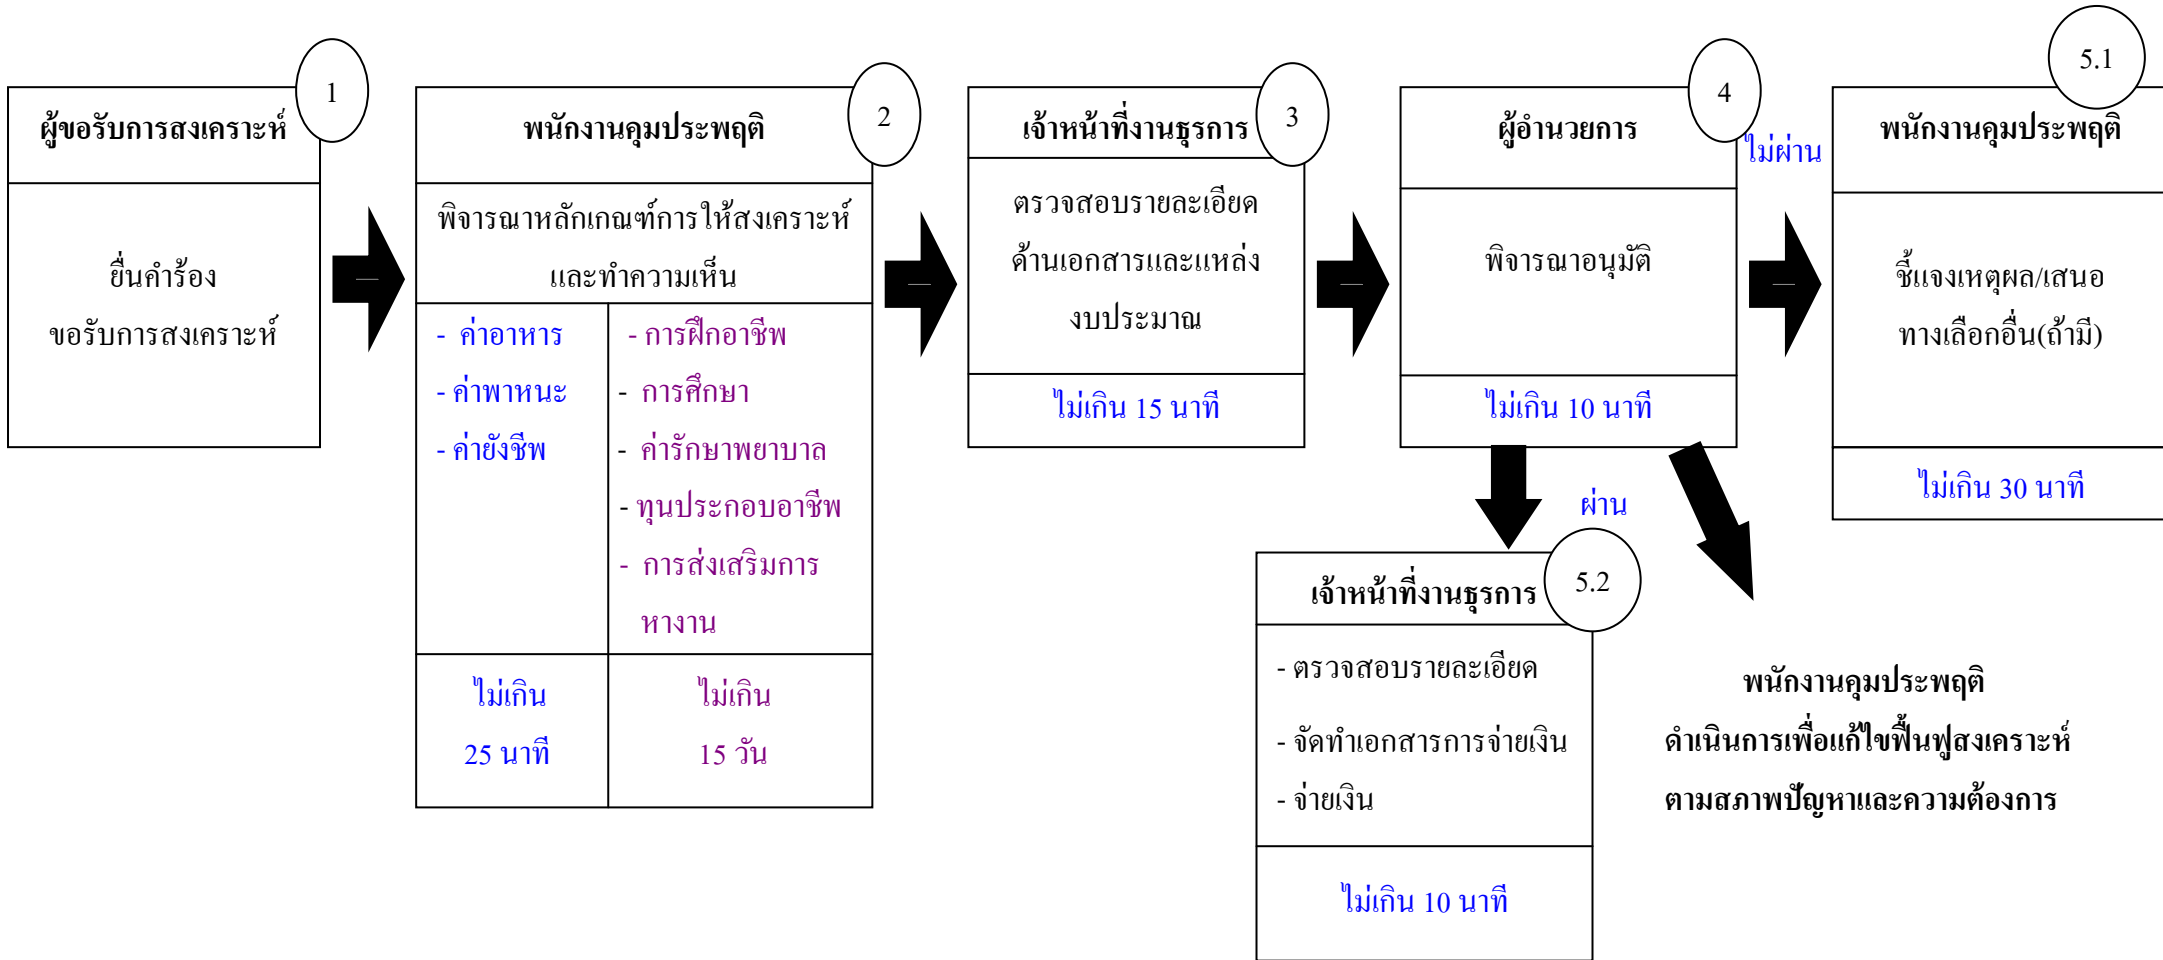 1
ผู้ขอรับการสงเคราะห์
ยื่นคำร้อง
ขอรับการสงเคราะห์
2
พนักงานคุมประพฤติ
พิจารณาหลักเกณฑ์การให้สงเคราะห์
และทำความเห็น
- ค่าอาหาร
- ค่าพาหนะ
- ค่ายังชีพ
ไม่เกิน
25 นาที
- การฝึกอาชีพ
- การศึกษา
- ค่ารักษาพยาบาล
- ทุนประกอบอาชีพ
- การส่งเสริมการ
หางาน
ไม่เกิน
15 วัน
3
เจ้าหน้าที่งานธุรการ
ตรวจสอบรายละเอียด
ด้านเอกสารและแหล่ง
งบประมาณ
ไม่เกิน 15 นาที
4
ผู้อำนวยการ
พิจารณาอนุมัติ
ไม่เกิน 10 นาที
ไม่ผ่าน
5.1
พนักงานคุมประพฤติ
ชี้แจงเหตุผล/เสนอ
ทางเลือกอื่น(ถ้ามี)
ไม่เกิน 30 นาที
ผ่าน
5.2
เจ้าหน้าที่งานธุรการ
- ตรวจสอบรายละเอียด
- จัดทำเอกสารการจ่ายเงิน
- จ่ายเงิน
ไม่เกิน 10 นาที
พนักงานคุมประพฤติ
ดำเนินการเพื่อแก้ไขฟื้นฟูสงเคราะห์
ตามสภาพปัญหาและความต้องการ